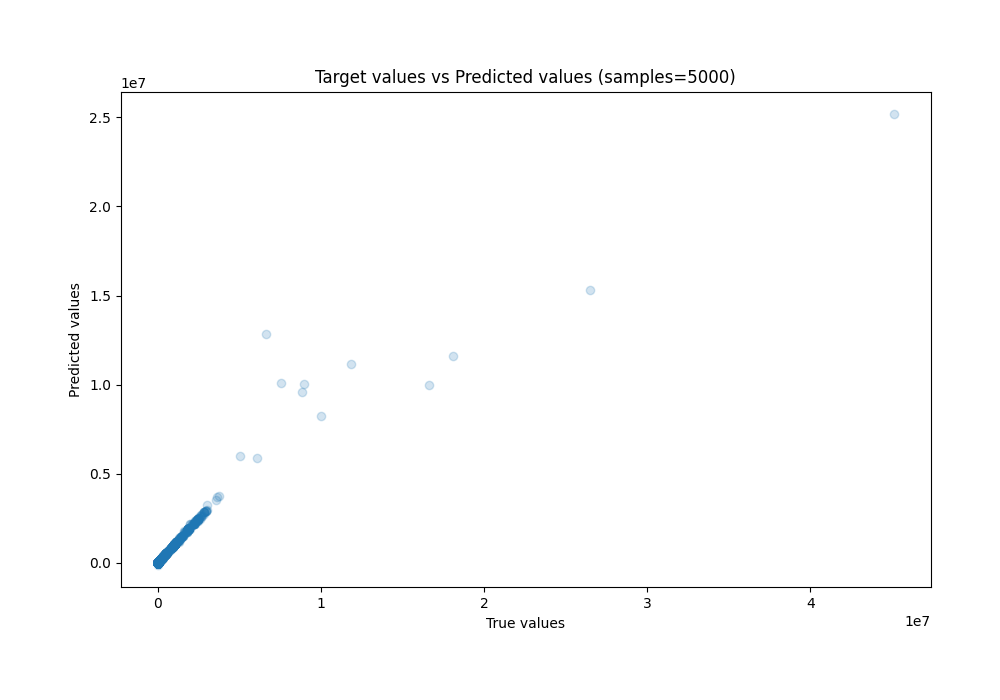 Target values vs Predicted values (samples=5000)
1e7
2.5
2.0
1.5
1.0
0.5
0.0
Predicted values
0 1 2 3 4
1e7
True values